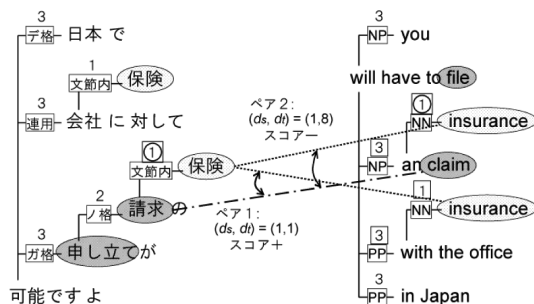 3
デ格 日本 で
1
文節内 保険
3
連用 会社 に 対して
①
文節内 保険
2
ノ格 請求
3
ガ格 申し立てが
可能です よ
ペア2:
(ds, dt) = (1,8)
スコアー
ペア1:
(ds, dt) = (1,1)
スコア＋
3
NP you
will have to file
①
NN insurance
3
NP an claim
1
NN insurance
3
PP with the office
3
PP in Japan